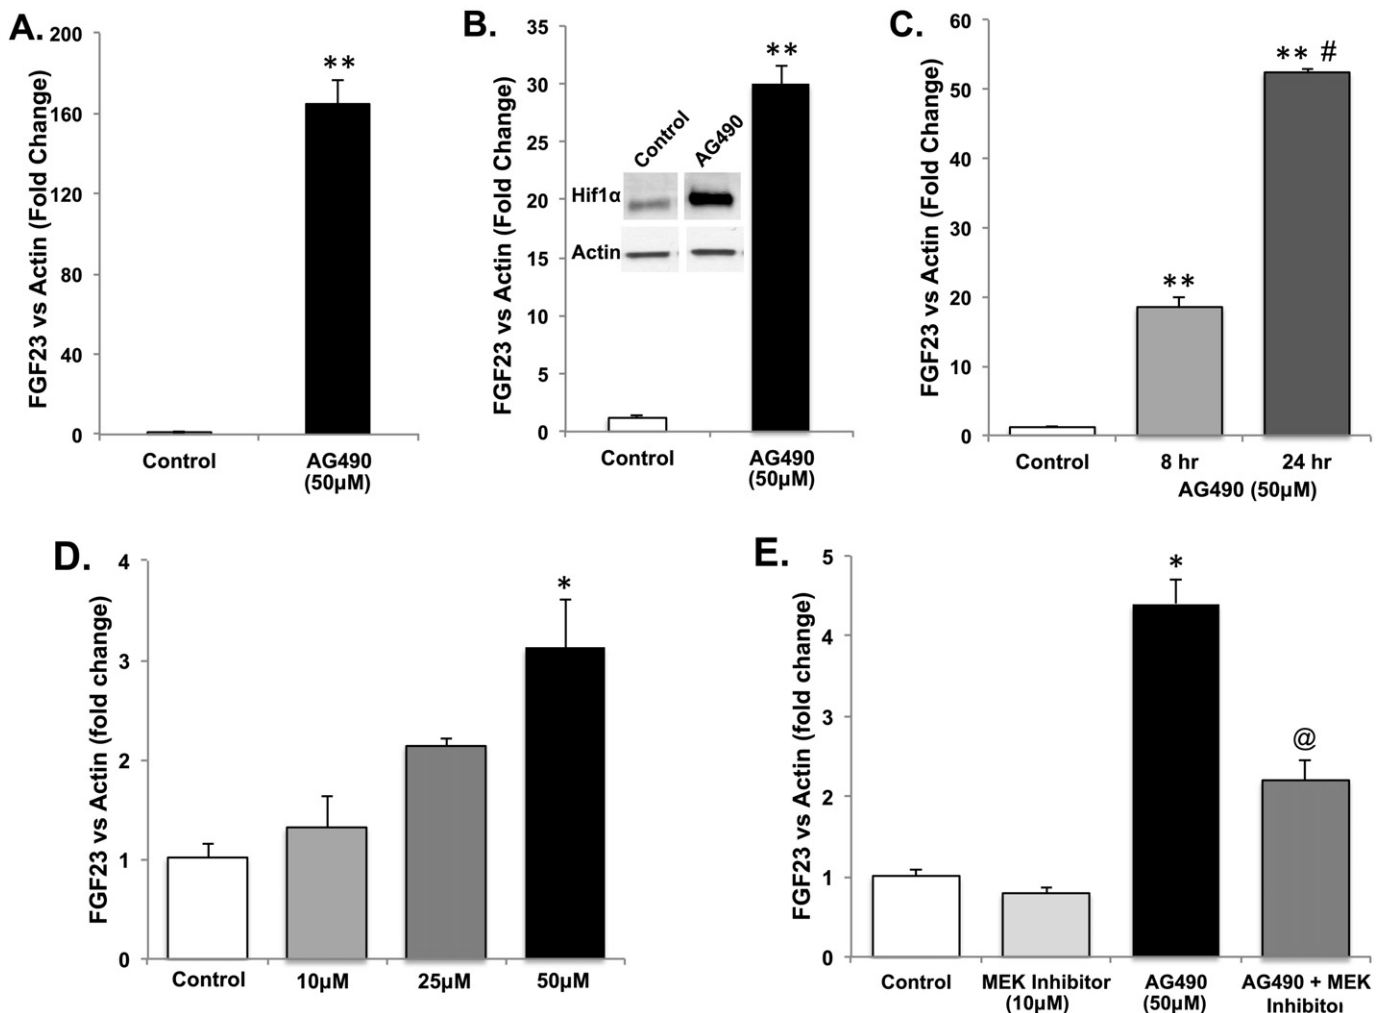 A.
FGF23 vs Actin (Fold Change)
200
160
120
80
40
0
**
Control
AG490
(50µM)
B.
FGF23 vs Actin (Fold Change)
35
30
25
20
15
10
5
0
Control
AG490
Hif1α
Actin
**
Control
AG490
(50µM)
C.
FGF23 vs Actin (Fold Change)
60
50
40
30
20
10
0
**
** #
Control
8 hr
24 hr
AG490 (50µM)
D.
FGF23 vs Actin (fold change)
4
3
2
1
0
*
Control
10µM
25µM
50µM
E.
FGF23 vs Actin (fold change)
5
4
3
2
1
0
*
@
Control
MEK Inhibitor
(10µM)
AG490
(50µM)
AG490 + MEK
Inhibitor